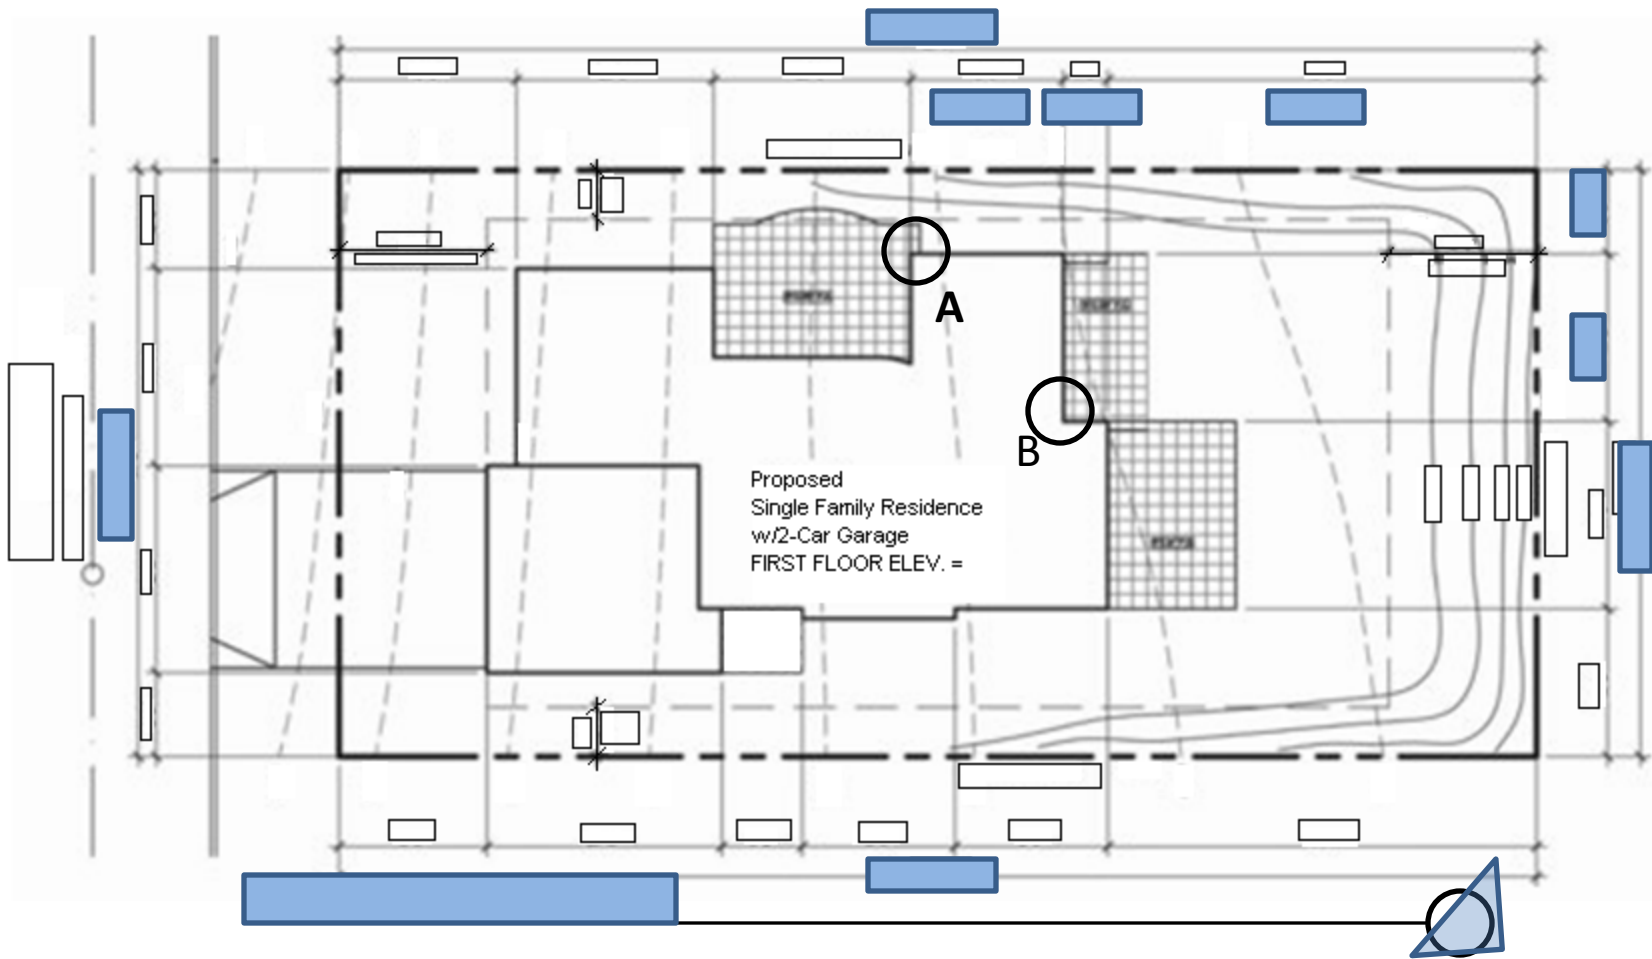 A
B
Proposed
Single Family Residence
w/2-Car Garage
FIRST FLOOR ELEV. =